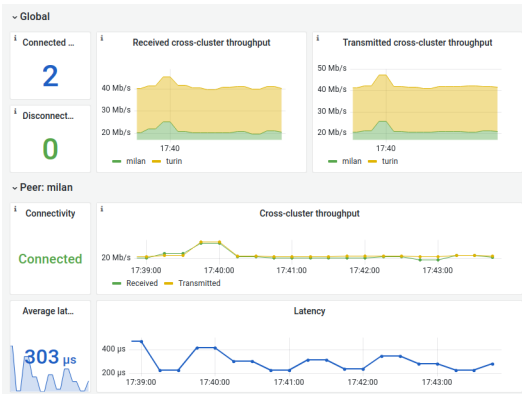 Global
Connected ...
2
Received cross-cluster throughput
40 Mb/s
30 Mb/s
20 Mb/s
17:40
milan turin
Transmitted cross-cluster throughput
50 Mb/s
40 Mb/s
30 Mb/s
20 Mb/s
17:40
milan turin
Disconnect...
0
Peer: milan
Connectivity
Connected
Cross-cluster throughput
20 Mb/s
17:39:00 17:40:00 17:41:00 17:42:00 17:43:00
Received Transmitted
Average lat...
303 µs
Latency
400 µs
200 µs
17:39:00 17:40:00 17:41:00 17:42:00 17:43:00